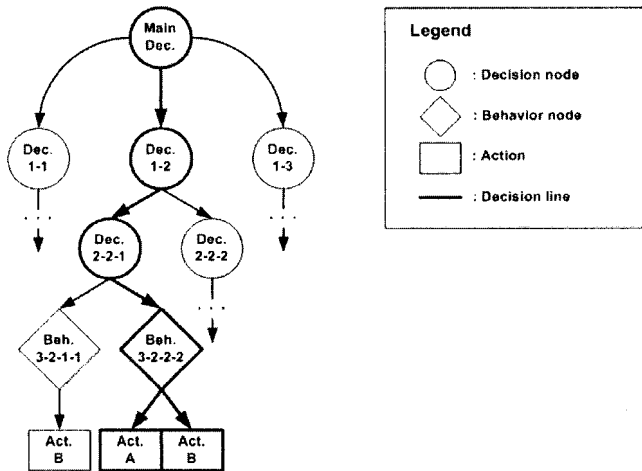 Main
Dec.
Dec.
1-1
Dec.
1-2
Dec.
1-3
Dec.
2-2-1
Dec.
2-2-2
Beh.
3-2-1-1
Beh.
3-2-2-2
Act.
B
Act.
A
Act.
B
Legend
: Decision node
: Behavior node
: Action
: Decision line